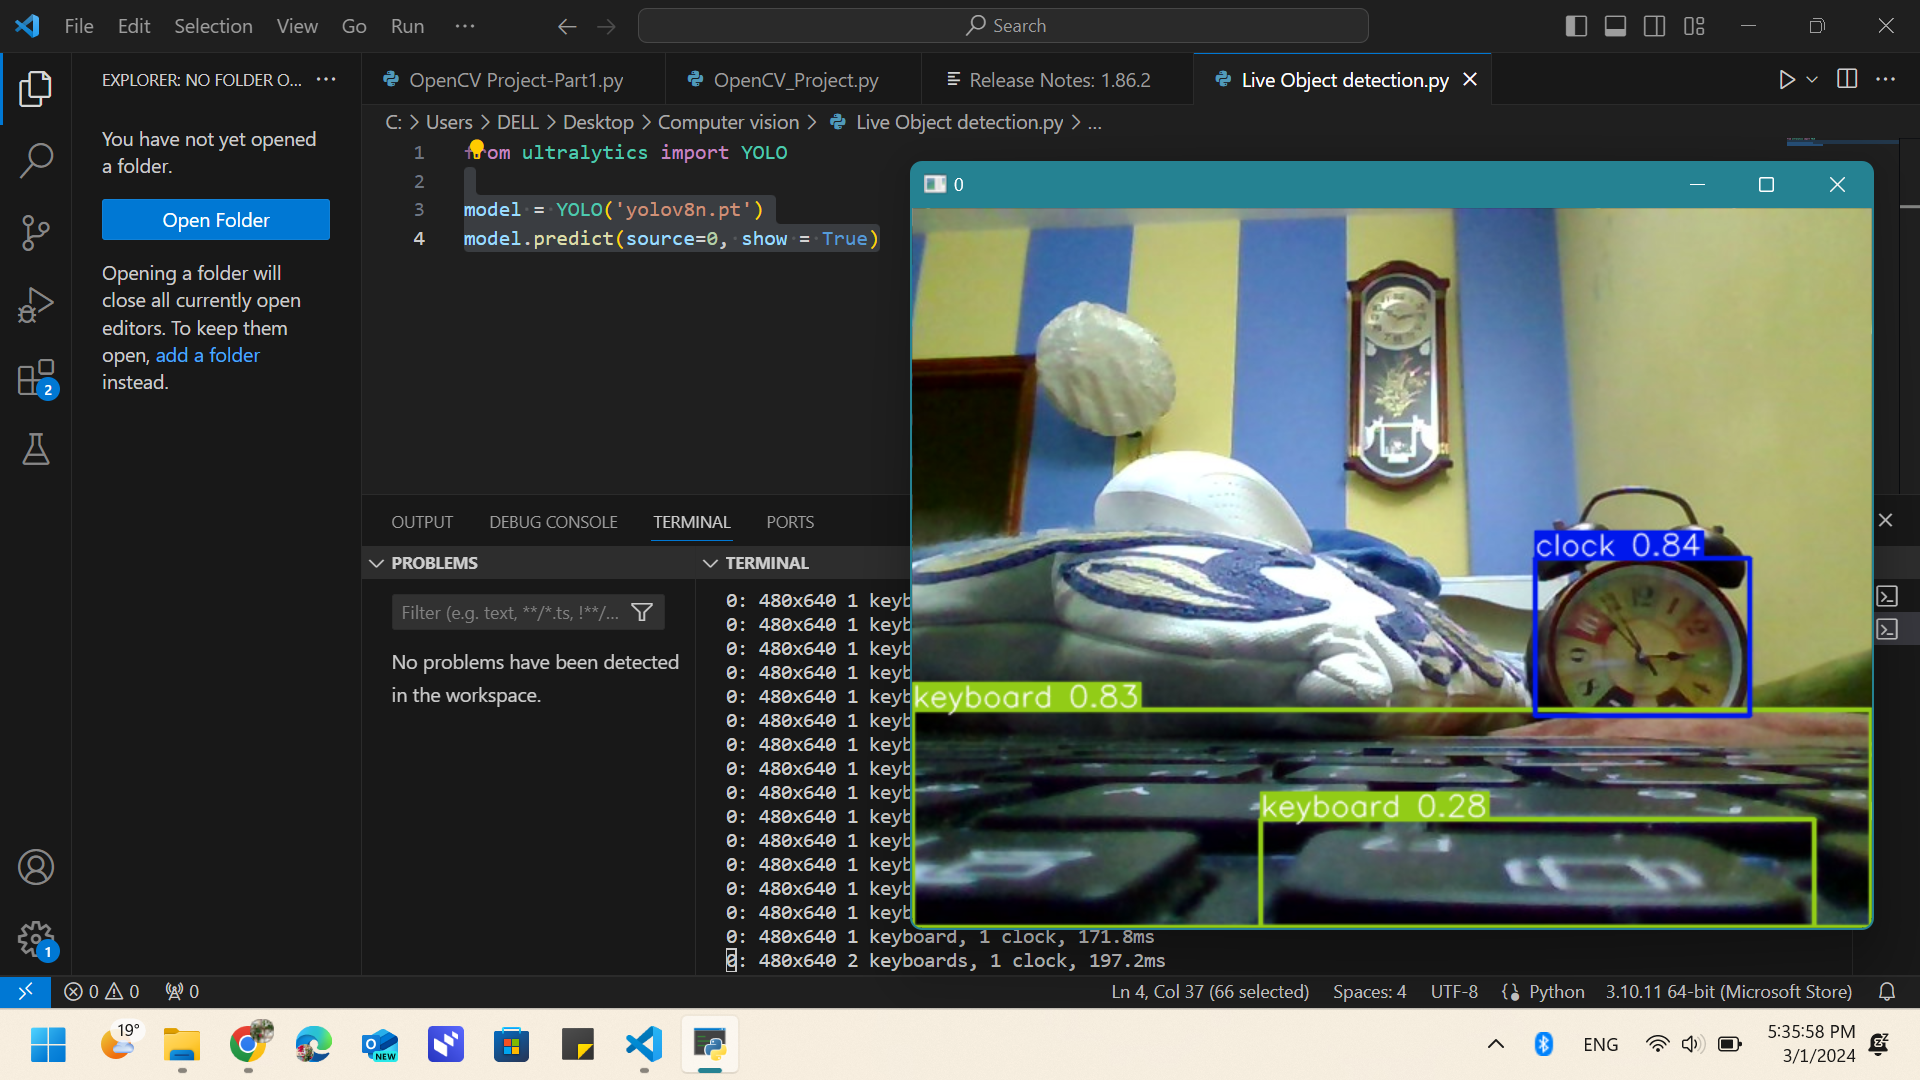 File Edit Selection View Go Run ···
Search
EXPLORER: NO FOLDER O... ···
OpenCV Project-Part1.py
OpenCV_Project.py
Release Notes: 1.86.2
Live Object detection.py
C: > Users > DELL > Desktop > Computer vision > Live Object detection.py > ...
You have not yet opened
a folder.
Open Folder
Opening a folder will
close all currently open
editors. To keep them
open, add a folder
instead.
2
1
1 from ultralytics import YOLO
2
3 model = YOLO('yolov8n.pt')
4 model.predict(source=0, show = True)
0
clock 0.84
keyboard 0.83
keyboard 0.28
OUTPUT DEBUG CONSOLE TERMINAL PORTS
PROBLEMS
Filter (e.g. text, **/*.ts, !**/...
No problems have been detected
in the workspace.
TERMINAL
0: 480x640 1 keyb
0: 480x640 1 keyb
0: 480x640 1 keyb
0: 480x640 1 keyb
0: 480x640 1 keyb
0: 480x640 1 keyb
0: 480x640 1 keyb
0: 480x640 1 keyb
0: 480x640 1 keyb
0: 480x640 1 keyb
0: 480x640 1 keyb
0: 480x640 1 keyb
0: 480x640 1 keyb
0: 480x640 1 keyb
0: 480x640 1 keyboard, 1 clock, 171.8ms
0: 480x640 2 keyboards, 1 clock, 197.2ms
0 0 0
Ln 4, Col 37 (66 selected) Spaces: 4 UTF-8 Python 3.10.11 64-bit (Microsoft Store)
19°
NEW
ENG
5:35:58 PM
3/1/2024